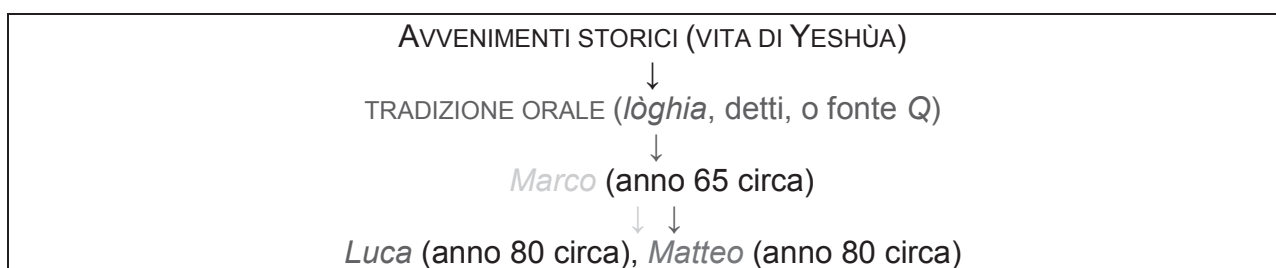 AVVENIMENTI STORICI (VITA DI YESHÙA)
↓
TRADIZIONE ORALE (lòghia, detti, o fonte Q)
↓
Marco (anno 65 circa)
↓ ↓
Luca (anno 80 circa), Matteo (anno 80 circa)